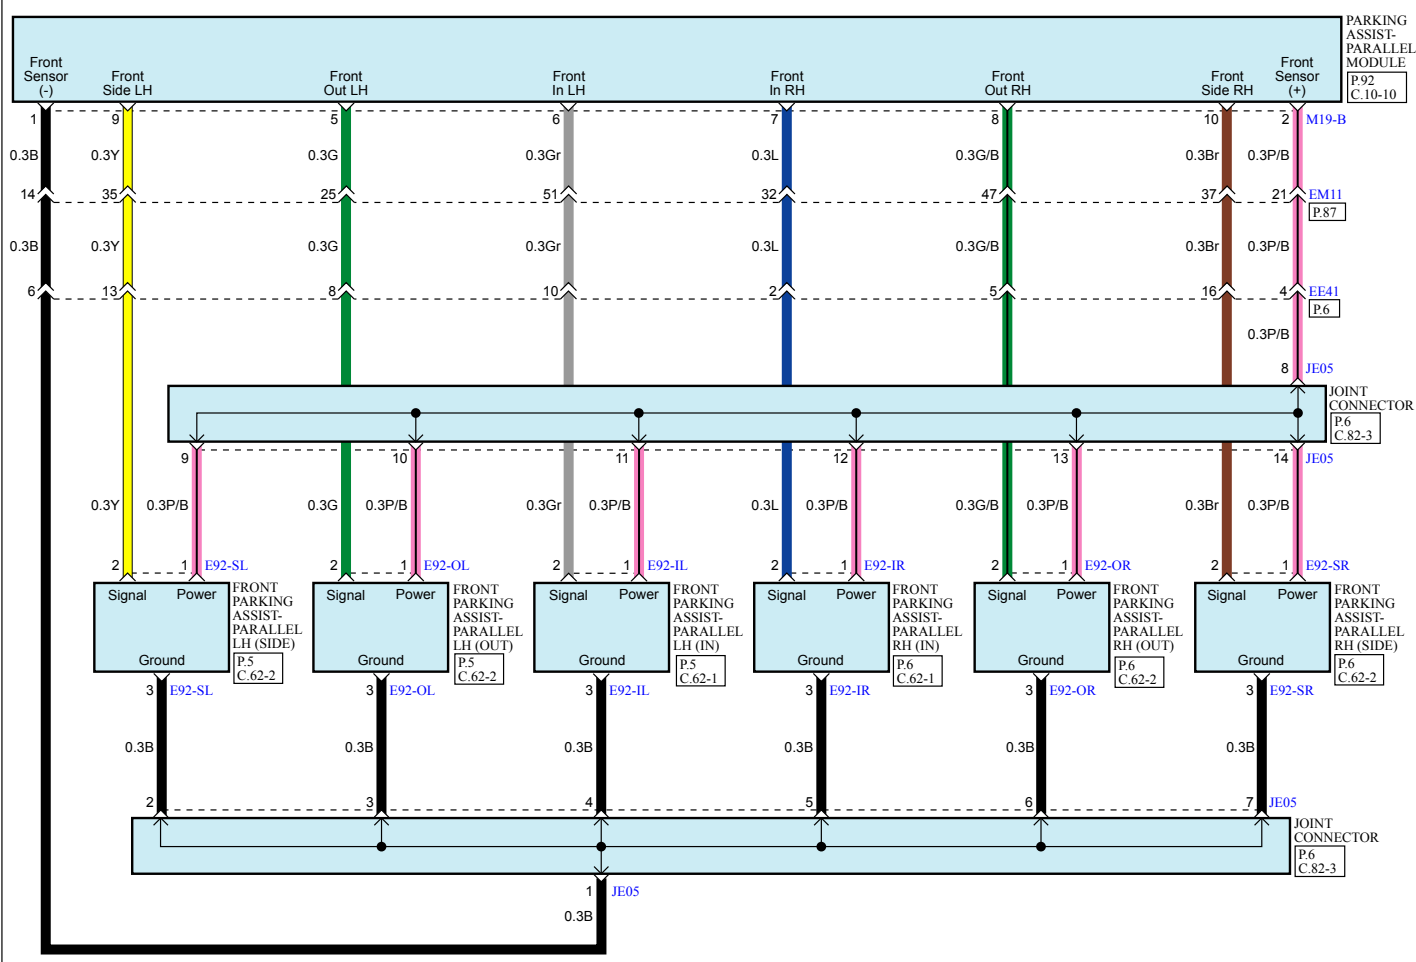 PARKING
ASSIST-
PARALLEL
MODULE
P.92
C.10-10
Front
Sensor
(-)
Front
Side LH
Front
Out LH
Front
In LH
Front
In RH
Front
Out RH
Front
Side RH
Front
Sensor
(+)
1 9 5 6 7 8 10 2 M19-B
0.3B 0.3Y 0.3G 0.3Gr 0.3L 0.3G/B 0.3Br 0.3P/B
14 35 25 51 32 47 37 21 EM11
P.87
0.3B 0.3Y 0.3G 0.3Gr 0.3L 0.3G/B 0.3Br 0.3P/B
6 13 8 10 2 5 16 4 EE41
P.6
0.3P/B
8 JE05
JOINT
CONNECTOR
P.6
C.82-3
9 10 11 12 13 14 JE05
0.3Y 0.3P/B 0.3G 0.3P/B 0.3Gr 0.3P/B 0.3L 0.3P/B 0.3G/B 0.3P/B 0.3Br 0.3P/B
2 1 E92-SL 2 1 E92-OL 2 1 E92-IL 2 1 E92-IR 2 1 E92-OR 2 1 E92-SR
Signal Power
Ground
FRONT
PARKING
ASSIST-
PARALLEL
LH (SIDE)
P.5
C.62-2
Signal Power
Ground
FRONT
PARKING
ASSIST-
PARALLEL
LH (OUT)
P.5
C.62-2
Signal Power
Ground
FRONT
PARKING
ASSIST-
PARALLEL
LH (IN)
P.5
C.62-1
Signal Power
Ground
FRONT
PARKING
ASSIST-
PARALLEL
RH (IN)
P.6
C.62-1
Signal Power
Ground
FRONT
PARKING
ASSIST-
PARALLEL
RH (OUT)
P.6
C.62-2
Signal Power
Ground
FRONT
PARKING
ASSIST-
PARALLEL
RH (SIDE)
P.6
C.62-2
3 E92-SL 3 E92-OL 3 E92-IL 3 E92-IR 3 E92-OR 3 E92-SR
0.3B 0.3B 0.3B 0.3B 0.3B 0.3B
2 3 4 5 6 7 JE05
JOINT
CONNECTOR
P.6
C.82-3
1 JE05
0.3B